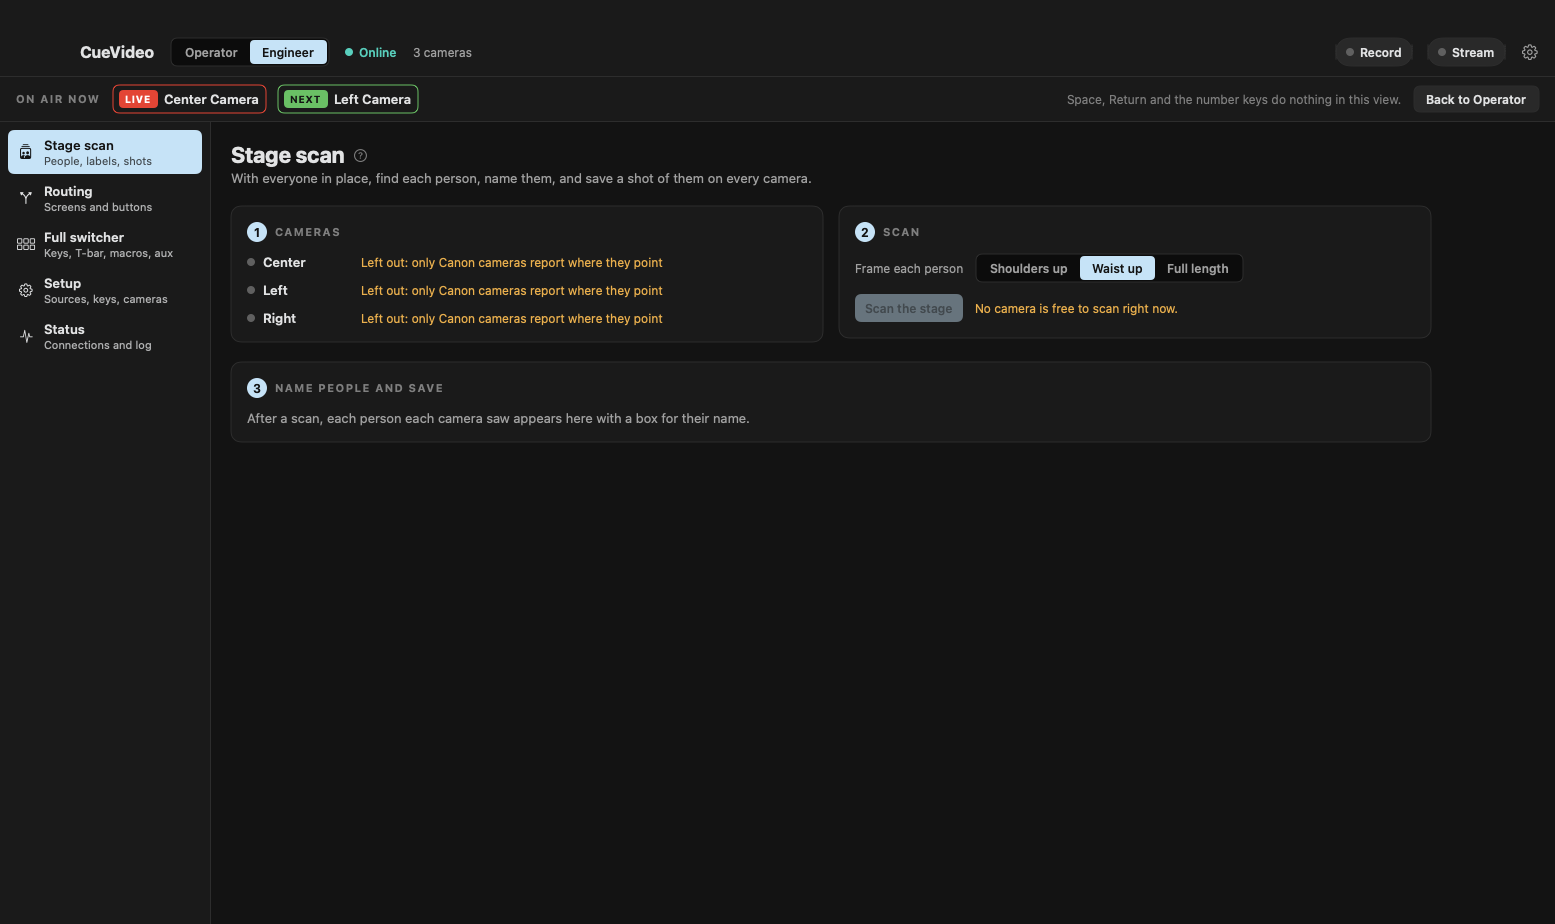 CueVideo
Operator
Engineer
Online
3 cameras
Record
Stream
ON AIR NOW
LIVE Center Camera
NEXT Left Camera
Space, Return and the number keys do nothing in this view.
Back to Operator
Stage scan
People, labels, shots
Routing
Screens and buttons
Full switcher
Keys, T-bar, macros, aux
Setup
Sources, keys, cameras
Status
Connections and log
Stage scan ?
With everyone in place, find each person, name them, and save a shot of them on every camera.
1 CAMERAS
Center Left out: only Canon cameras report where they point
Left Left out: only Canon cameras report where they point
Right Left out: only Canon cameras report where they point
2 SCAN
Frame each person Shoulders up Waist up Full length
Scan the stage No camera is free to scan right now.
3 NAME PEOPLE AND SAVE
After a scan, each person each camera saw appears here with a box for their name.